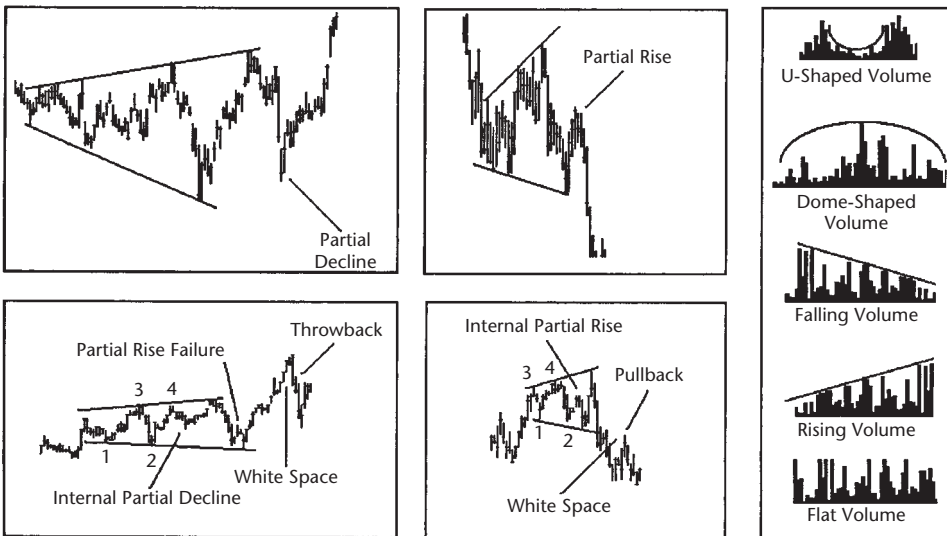 Partial
Decline
Partial Rise
Throwback
Partial Rise Failure
3 4
1 2
White Space
Internal Partial Decline
Internal Partial Rise
3 4
Pullback
1 2
White Space
U-Shaped Volume
Dome-Shaped
Volume
Falling Volume
Rising Volume
Flat Volume